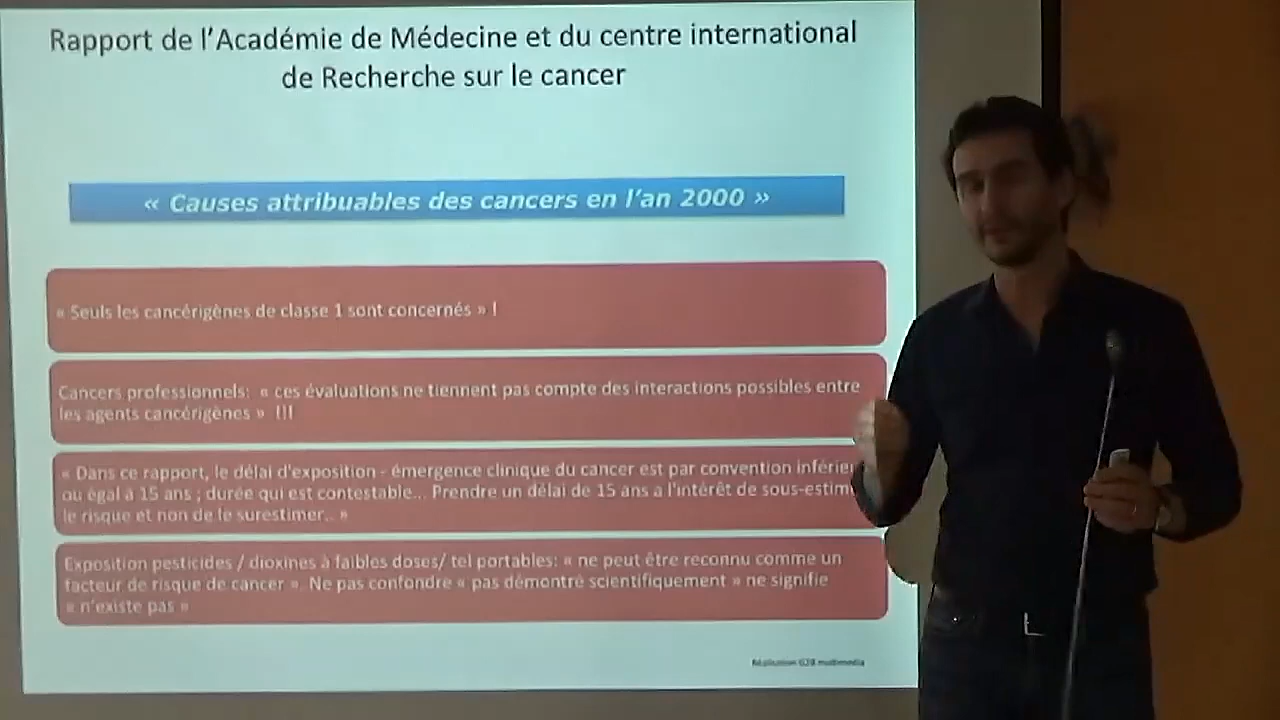 Rapport de l'Académie de Médecine et du centre international
de Recherche sur le cancer
« Causes attribuables des cancers en l'an 2000 »
« Seuls les cancérigènes de classe 1 sont concernés » !
Cancers professionnels: « ces évaluations ne tiennent pas compte des interactions possibles entre
les agents cancérigènes » !!!
« Dans ce rapport, le délai d'exposition - émergence clinique du cancer est par convention inférieu
ou égal à 15 ans ; durée qui est contestable... Prendre un délai de 15 ans a l'intérêt de sous-estim
le risque et non de le surestimer.. »
Exposition pesticides / dioxines à faibles doses/ tel portables: « ne peut être reconnu comme un
facteur de risque de cancer ». Ne pas confondre « pas démontré scientifiquement » ne signifie
« n'existe pas »
Réalisation G2B multimedia